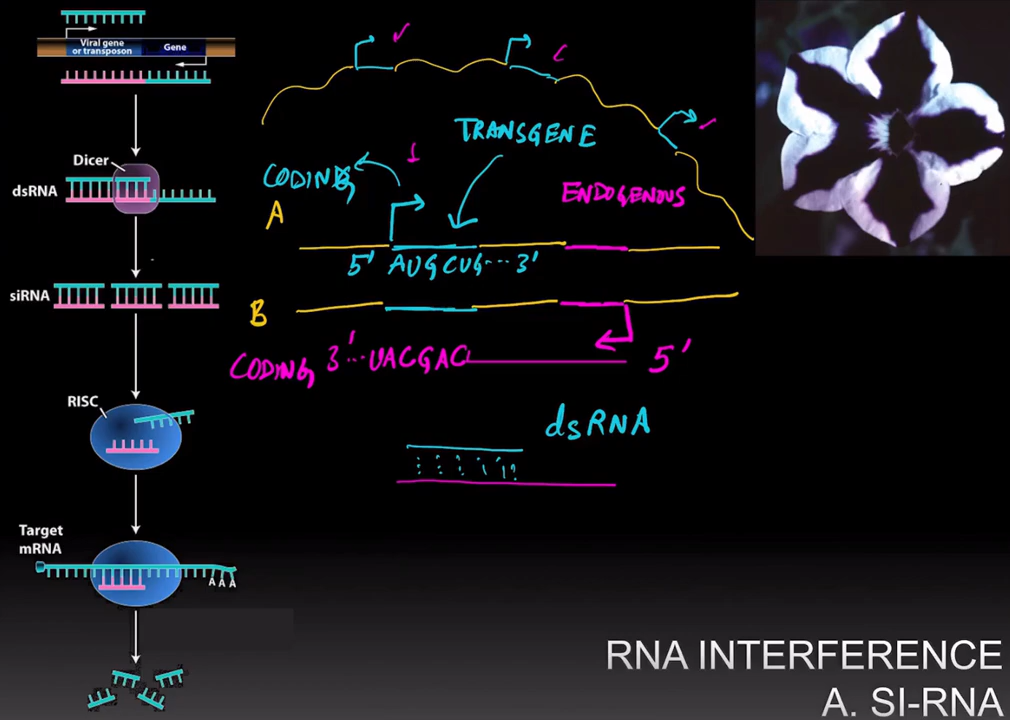 Viral gene
or transposon
Gene
Dicer
dsRNA
siRNA
RISC
Target
mRNA
A A A
TRANSGENE
1
CODING
ENDOGENOUS
A
5' AUGCUG... 3'
B
CODING 3'...UACGAC 5'
dsRNA
RNA INTERFERENCE
A. SI-RNA